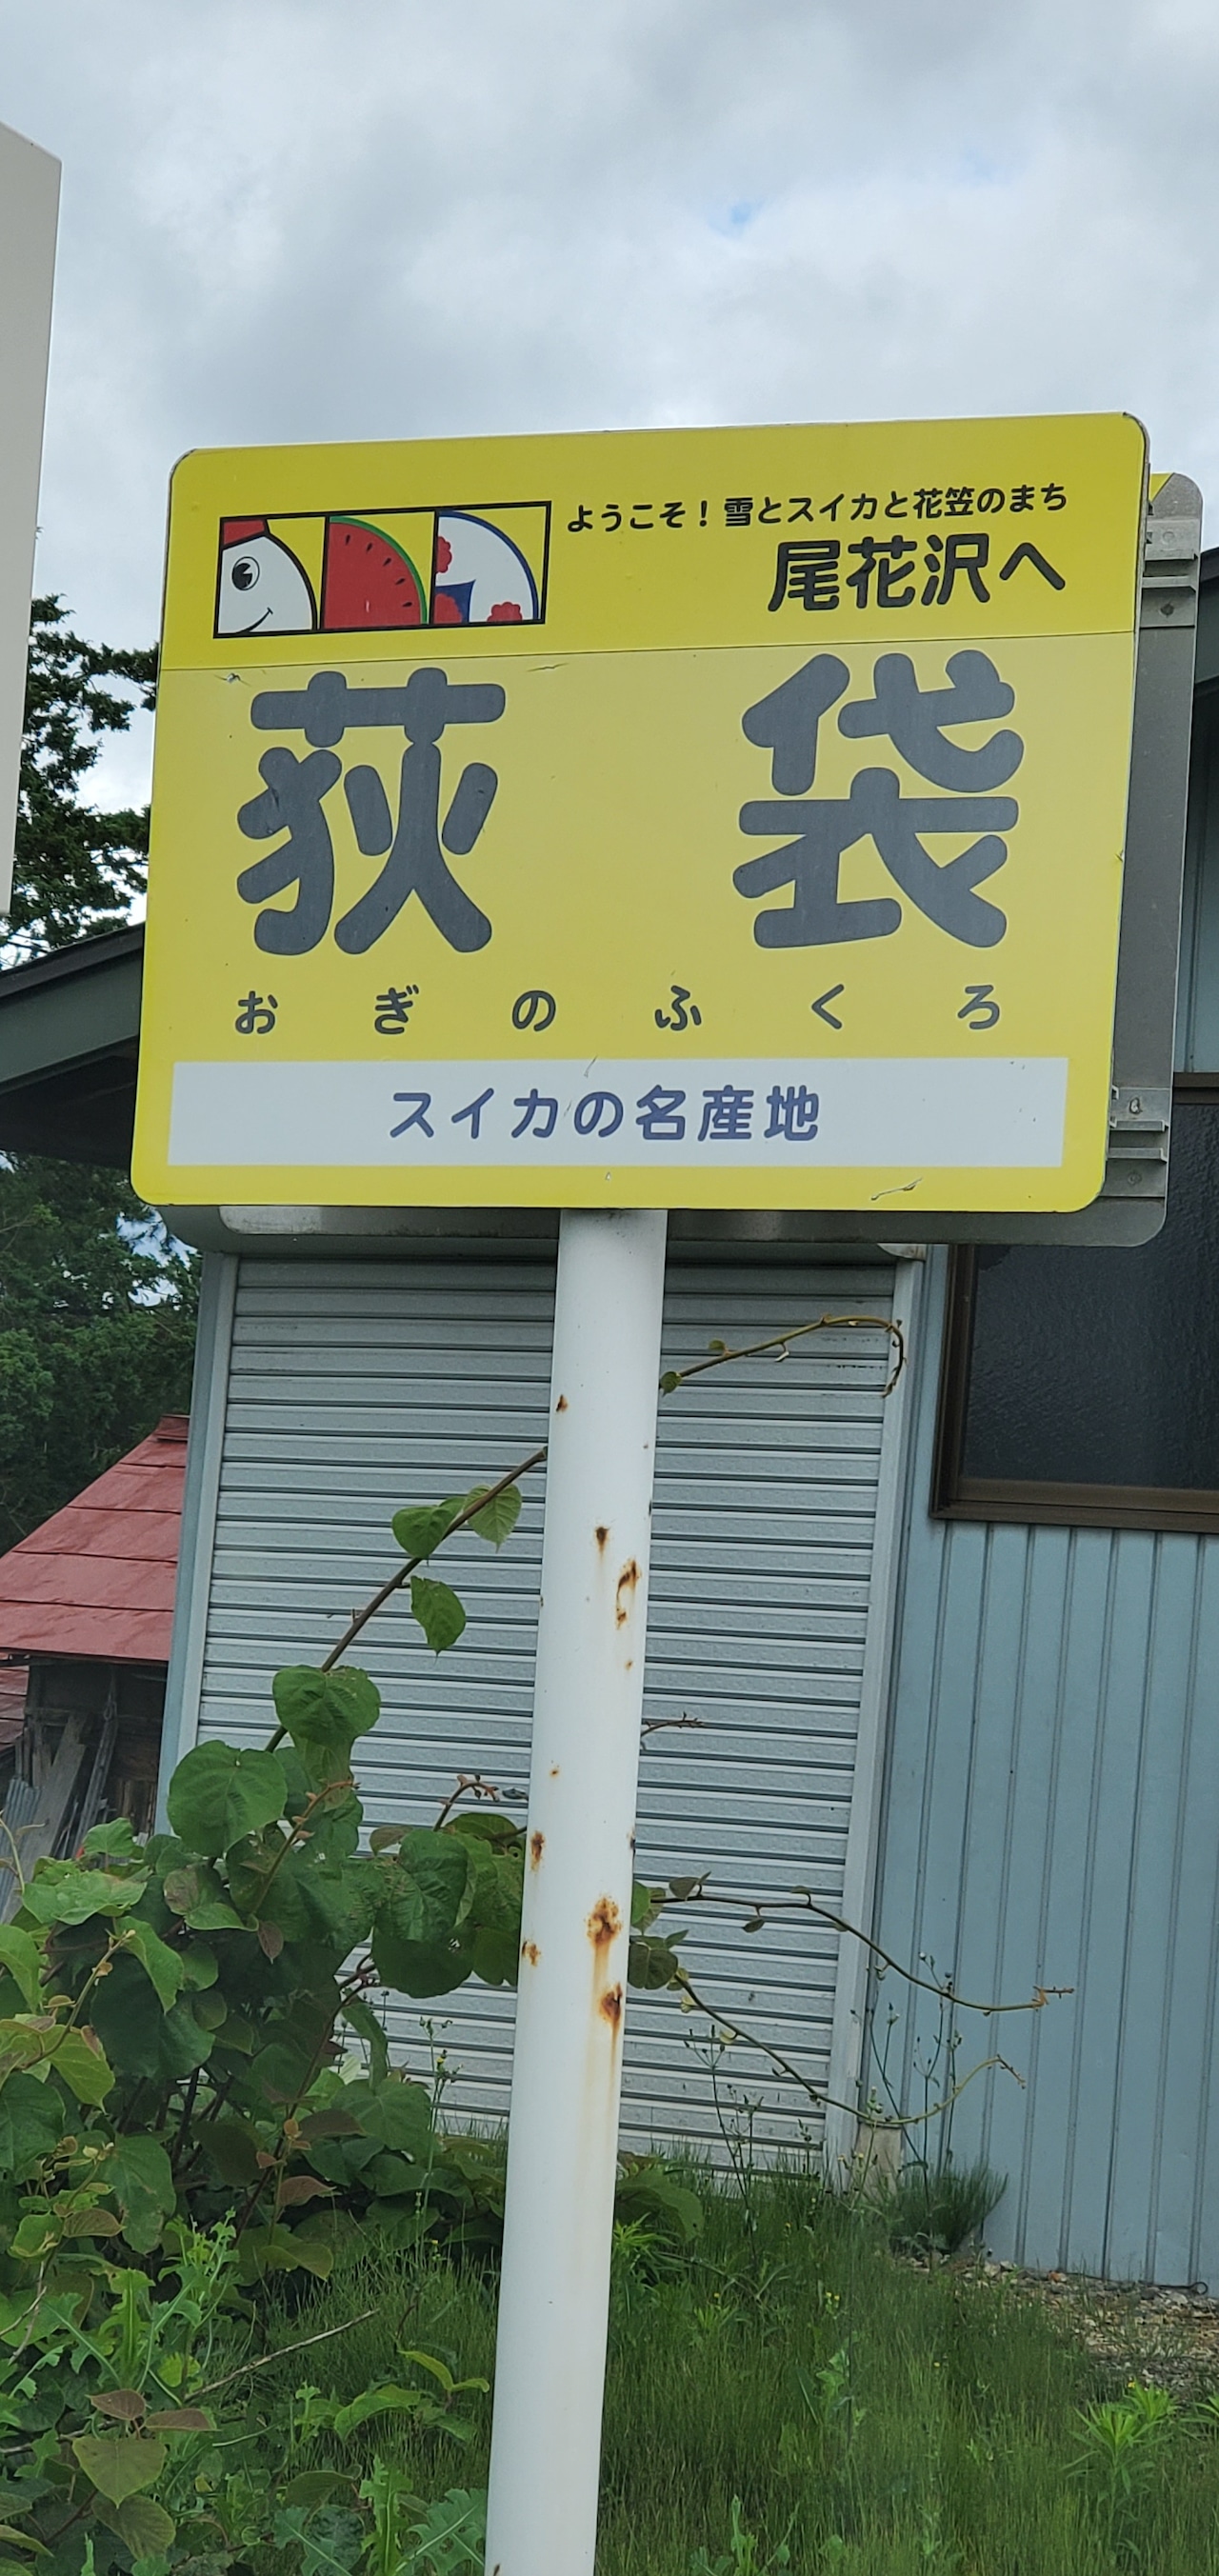 ようこそ！雪とスイカと花笠のまち
尾花沢へ
荻袋
おぎのふくろ
スイカの名産地